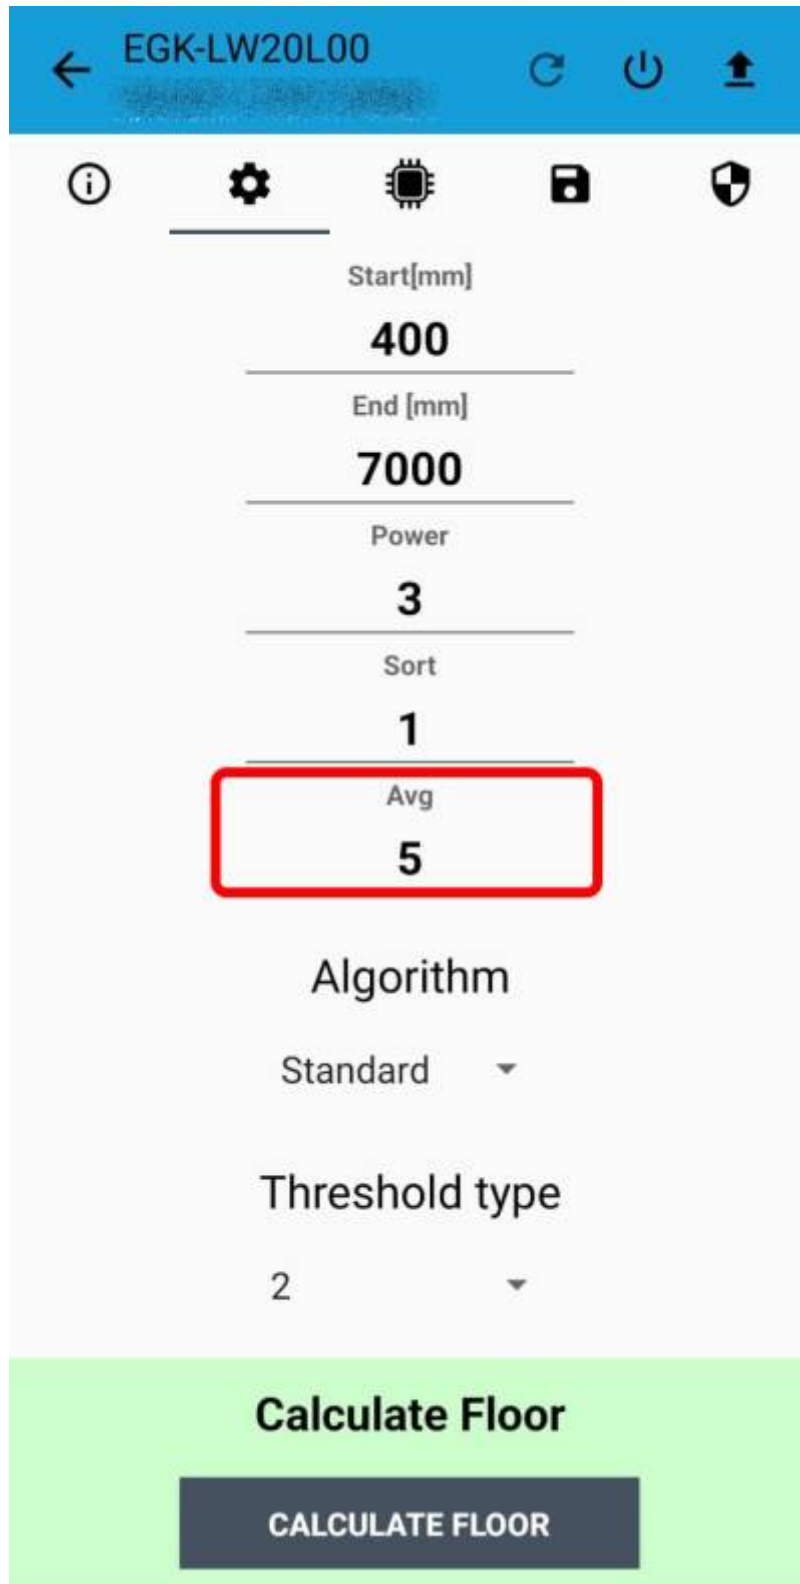 EGK-LW20L00
Start[mm]
400
End [mm]
7000
Power
3
Sort
1
Avg
5
Algorithm
Standard
Threshold type
2
Calculate Floor
CALCULATE FLOOR